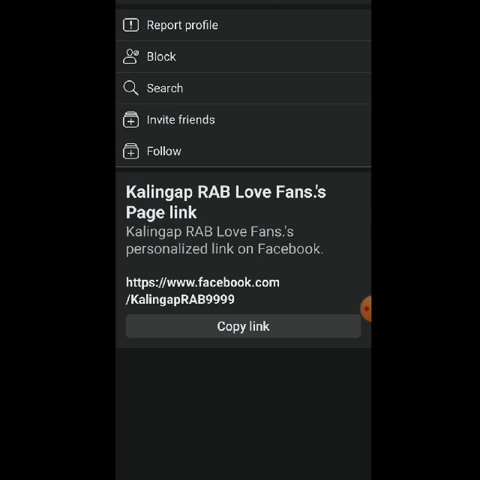 Report profile
Block
Search
Invite friends
Follow
Kalingap RAB Love Fans.'s
Page link
Kalingap RAB Love Fans.'s
personalized link on Facebook.
https://www.facebook.com
/KalingapRAB9999
Copy link